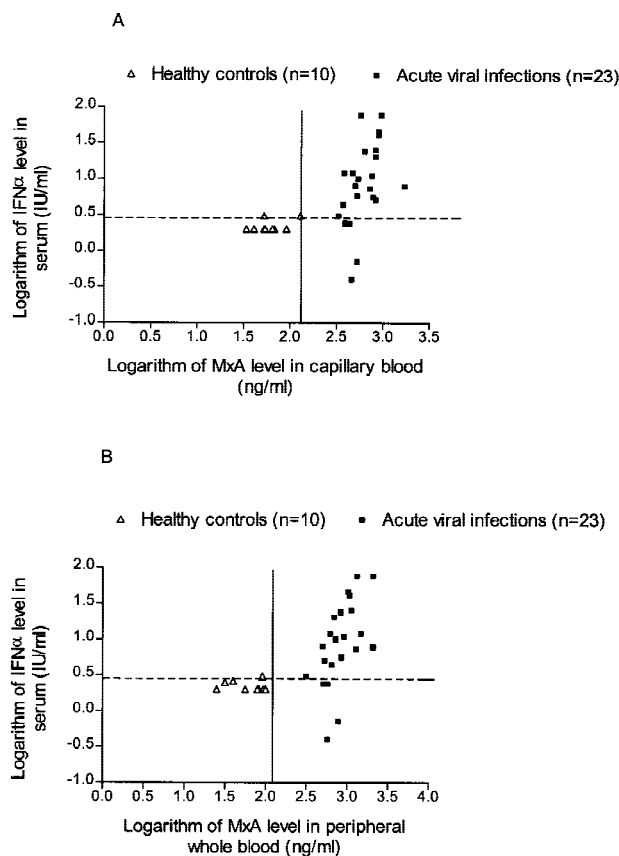 A
△ Healthy controls (n=10) ■ Acute viral infections (n=23)
2.0
1.5
1.0
0.5
0.0
-0.5
-1.0
0.0 0.5 1.0 1.5 2.0 2.5 3.0 3.5
Logarithm of IFNα level in
serum (IU/ml)
Logarithm of MxA level in capillary blood
(ng/ml)
B
△ Healthy controls (n=10) ■ Acute viral infections (n=23)
2.0
1.5
1.0
0.5
0.0
-0.5
-1.0
0.0 0.5 1.0 1.5 2.0 2.5 3.0 3.5 4.0
Logarithm of IFNα level in
serum (IU/ml)
Logarithm of MxA level in peripheral
whole blood (ng/ml)